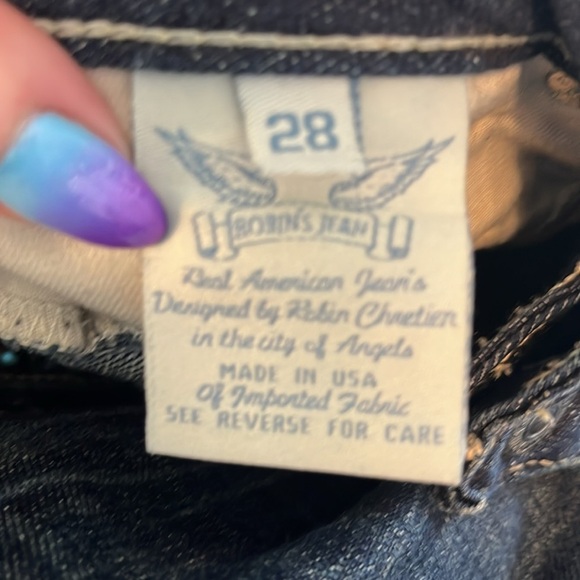 28
ROBIN'S JEAN
Real American Jean's
Designed by Robin Chretien
in the city of Angels
MADE IN USA
Of Imported Fabric
SEE REVERSE FOR CARE